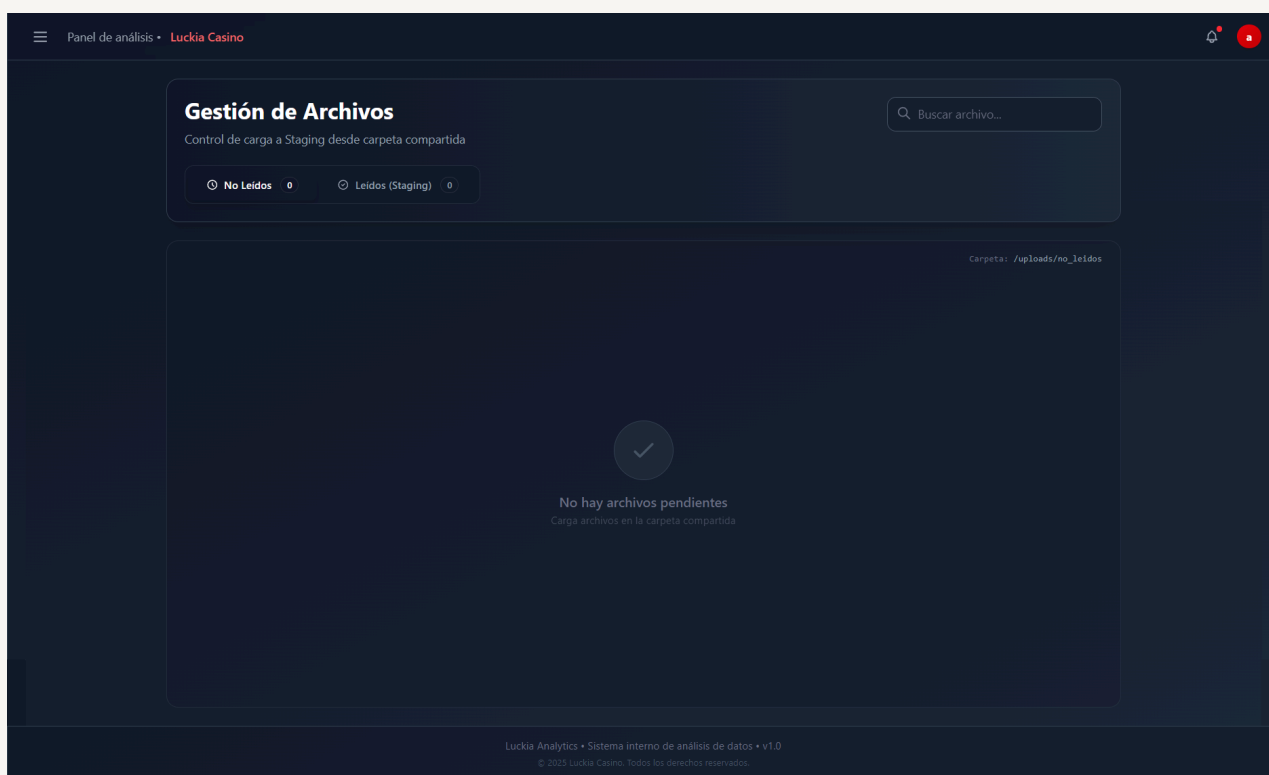 Panel de análisis • Luckia Casino
a
Gestión de Archivos
Buscar archivo...
Control de carga a Staging desde carpeta compartida
No Leídos 0
Leídos (Staging) 0
Carpeta: /uploads/no_leidos
No hay archivos pendientes
Carga archivos en la carpeta compartida
Luckia Analytics • Sistema interno de análisis de datos • v1.0
© 2025 Luckia Casino. Todos los derechos reservados.